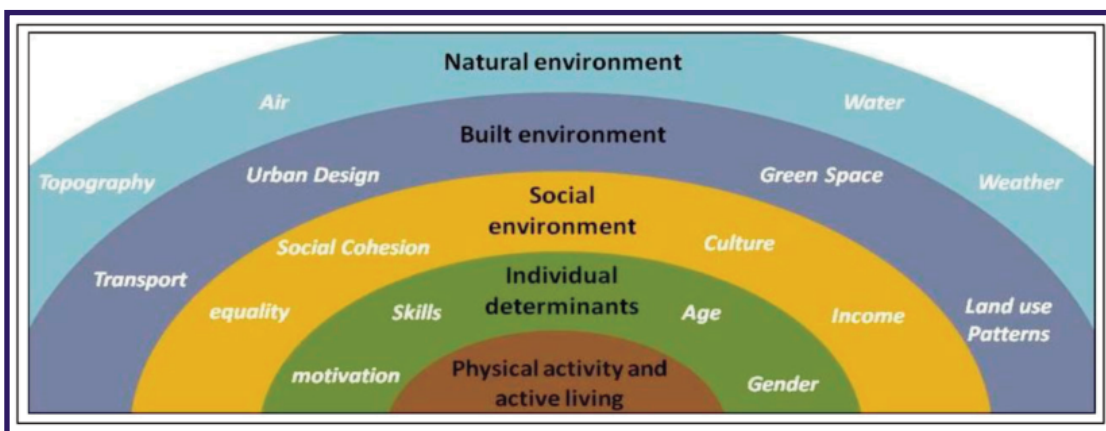 Natural environment
Air
Water
Built environment
Topography
Urban Design
Green Space
Weather
Social
environment
Social Cohesion
Culture
Transport
Individual
determinants
equality
Skills
Age
Income
Land use
Patterns
motivation
Physical activity and
active living
Gender